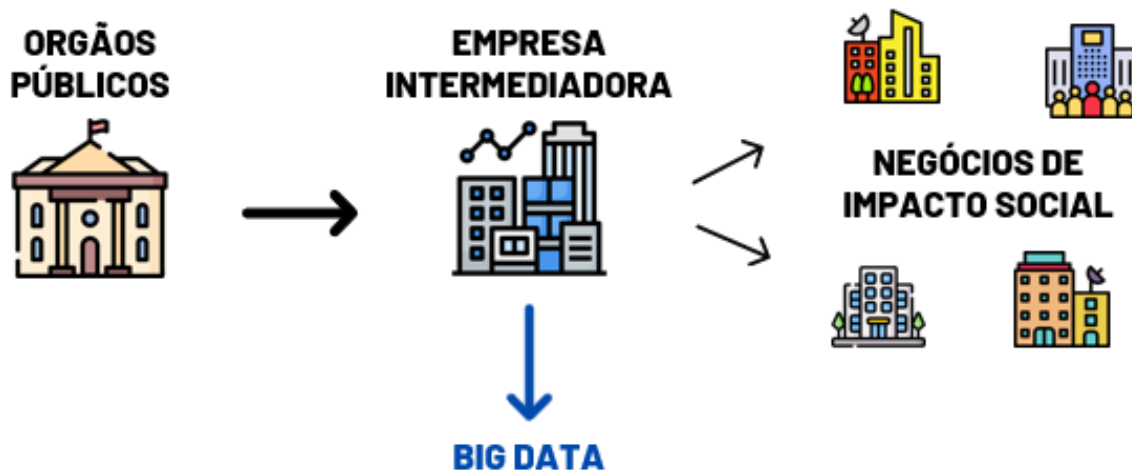 ORGÃOS
PÚBLICOS
EMPRESA
INTERMEDIADORA
NEGÓCIOS DE
IMPACTO SOCIAL
BIG DATA